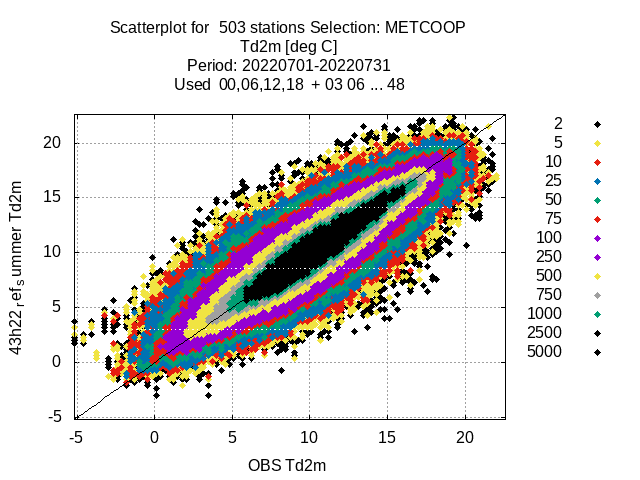 Scatterplot for  503 stations Selection: METCOOP
Td2m [deg C]
Period: 20220701-20220731
Used  00,06,12,18  + 03 06 ... 48
43h22_ref_summer Td2m
20
15
10
5
0
-5
-5 0 5 10 15 20
OBS Td2m
2
5
10
25
50
75
100
250
500
750
1000
2500
5000